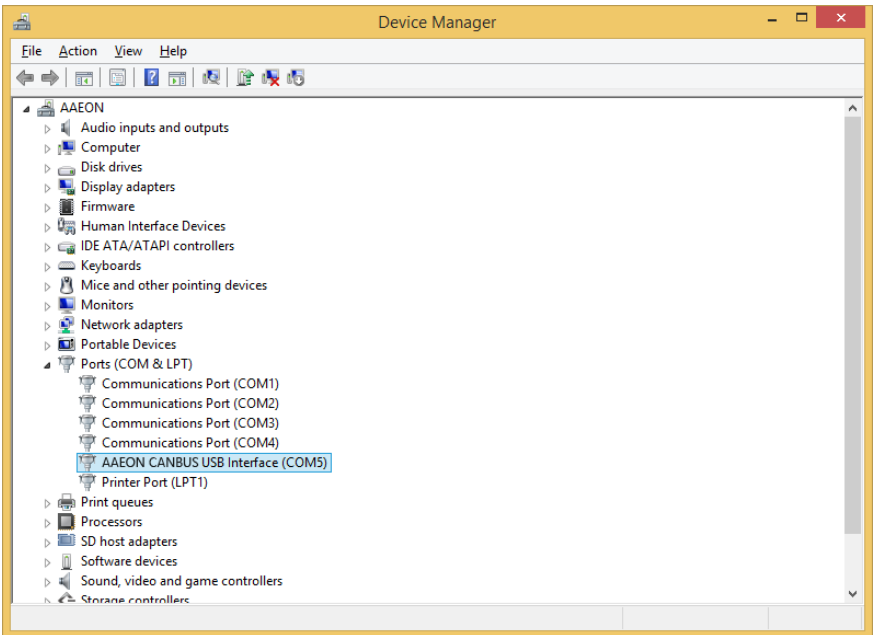 Device Manager
File Action View Help
AAEON
Audio inputs and outputs
Computer
Disk drives
Display adapters
Firmware
Human Interface Devices
IDE ATA/ATAPI controllers
Keyboards
Mice and other pointing devices
Monitors
Network adapters
Portable Devices
Ports (COM & LPT)
Communications Port (COM1)
Communications Port (COM2)
Communications Port (COM3)
Communications Port (COM4)
AAEON CANBUS USB Interface (COM5)
Printer Port (LPT1)
Print queues
Processors
SD host adapters
Software devices
Sound, video and game controllers
Storage controllers